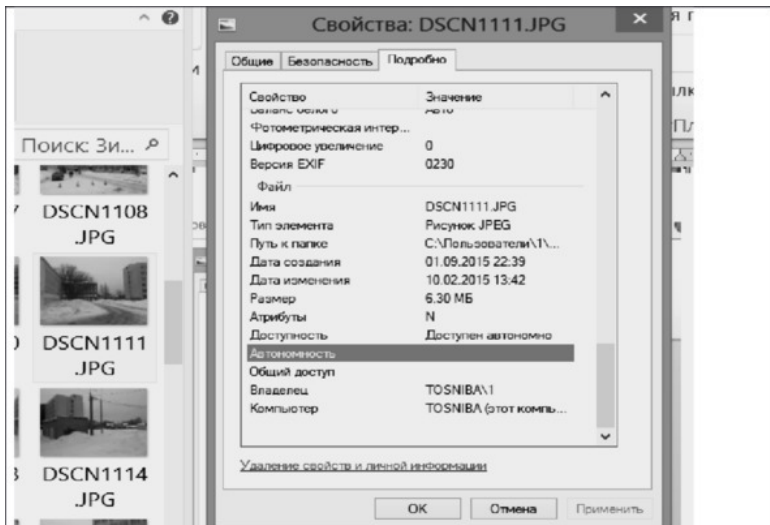 Свойства: DSCN1111.JPG
Общие
Безопасность
Подробно
Свойство Значение
Баланс белого Авто
Фотометрическая интер...
Цифровое увеличение 0
Версия EXIF 0230
Файл
Имя DSCN1111.JPG
Тип элемента Рисунок JPEG
Путь к папке C:\Пользователи\1\...
Дата создания 01.09.2015 22:39
Дата изменения 10.02.2015 13:42
Размер 6.30 МБ
Атрибуты N
Доступность Доступен автономно
Автономность
Общий доступ
Владелец TOSNIBA\1
Компьютер TOSNIBA (этот компь...
Удаление свойств и личной информации
OK
Отмена
Применить
Поиск: Зи...
DSCN1108
.JPG
DSCN1111
.JPG
DSCN1114
.JPG